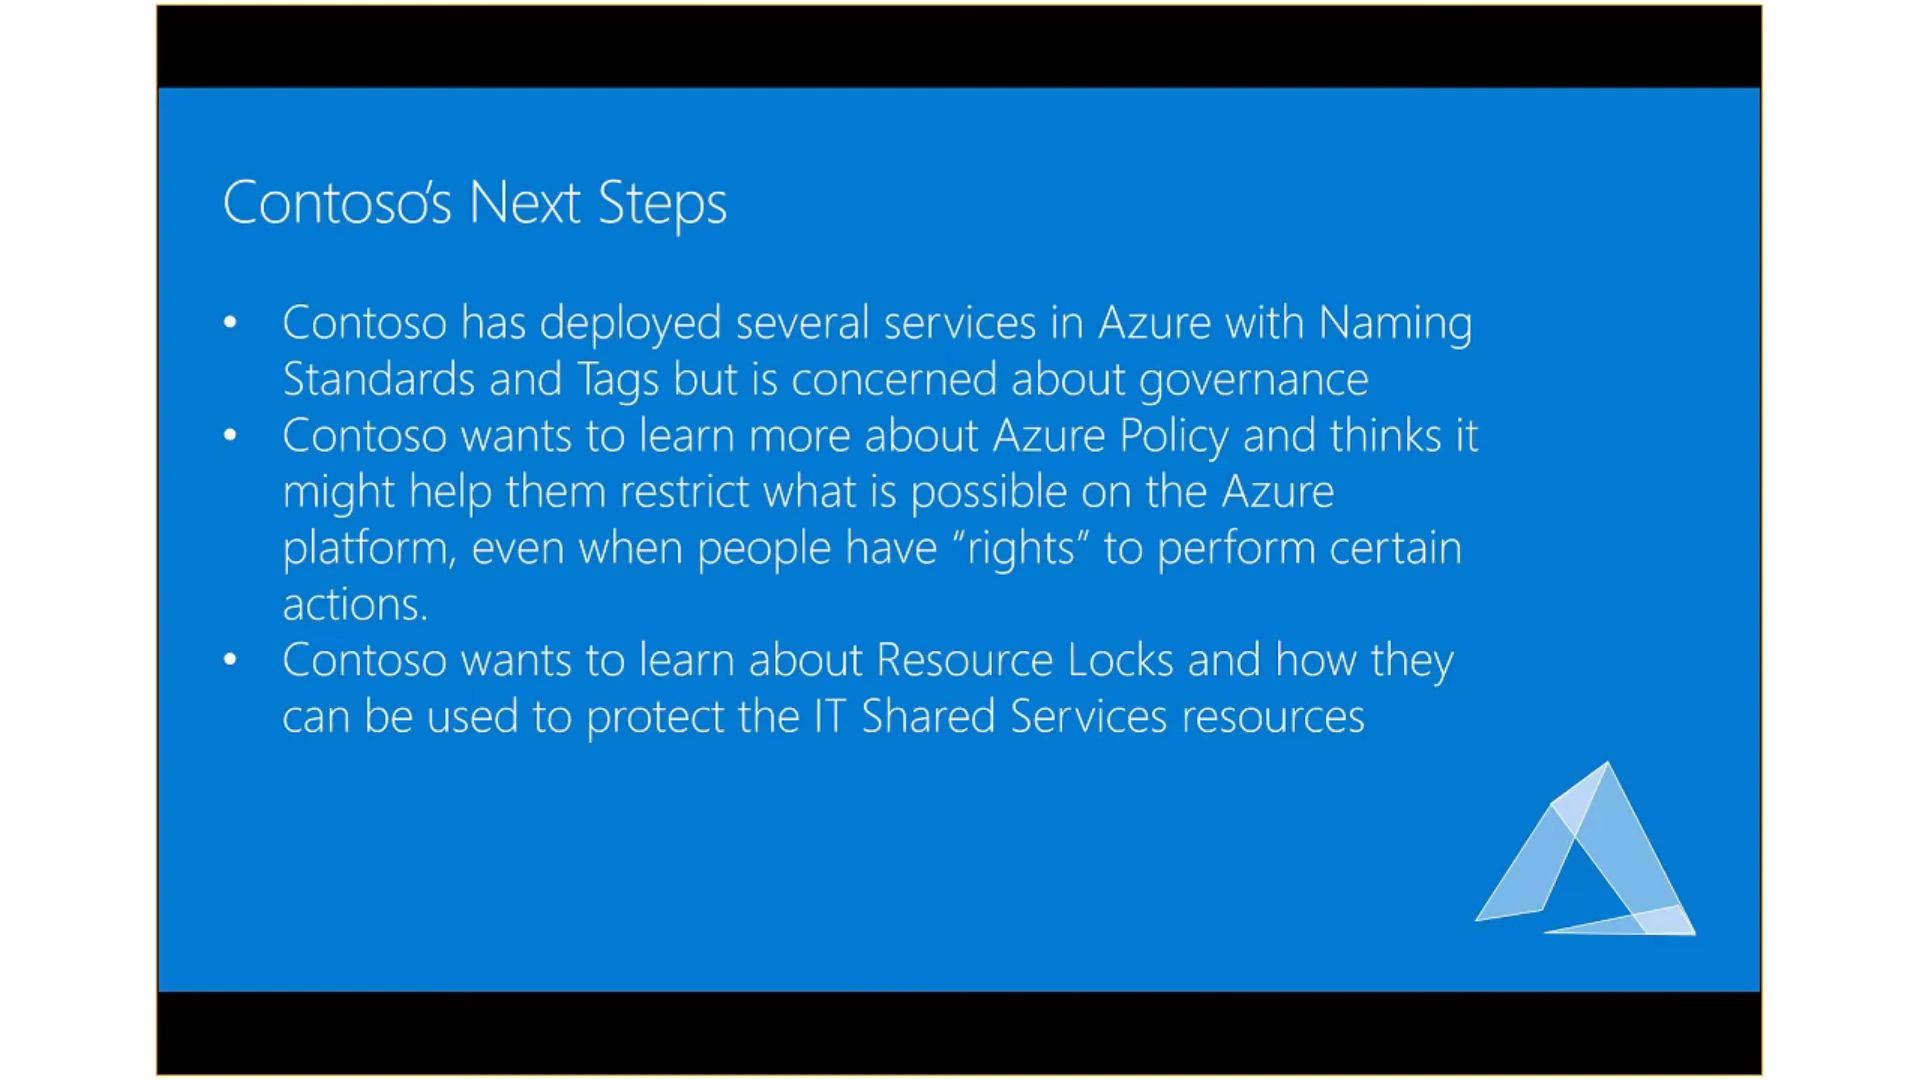 Contoso's Next Steps
• Contoso has deployed several services in Azure with Naming
Standards and Tags but is concerned about governance
• Contoso wants to learn more about Azure Policy and thinks it
might help them restrict what is possible on the Azure
platform, even when people have “rights” to perform certain
actions.
• Contoso wants to learn about Resource Locks and how they
can be used to protect the IT Shared Services resources